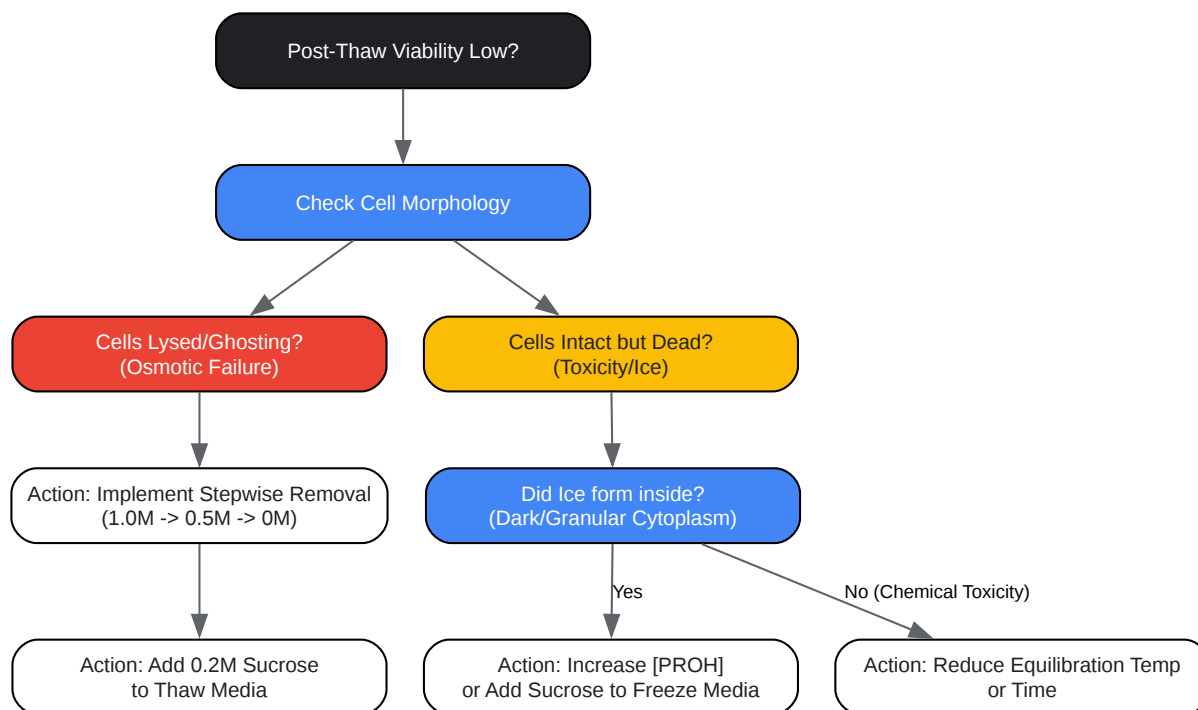 Post-Thaw Viability Low?
Check Cell Morphology
Cells Lysed/Ghosting?
(Osmotic Failure)
Cells Intact but Dead?
(Toxicity/Ice)
Action: Implement Stepwise Removal
(1.0M -> 0.5M -> 0M)
Did Ice form inside?
(Dark/Granular Cytoplasm)
Yes
No (Chemical Toxicity)
Action: Add 0.2M Sucrose
to Thaw Media
Action: Increase [PROH]
or Add Sucrose to Freeze Media
Action: Reduce Equilibration Temp
or Time